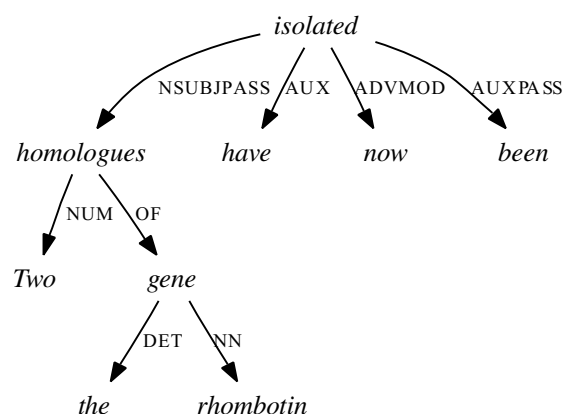 isolated
NSUBJPASS AUX ADVMOD AUXPASS
homologues have now been
NUM OF
Two gene
DET NN
the rhombotin